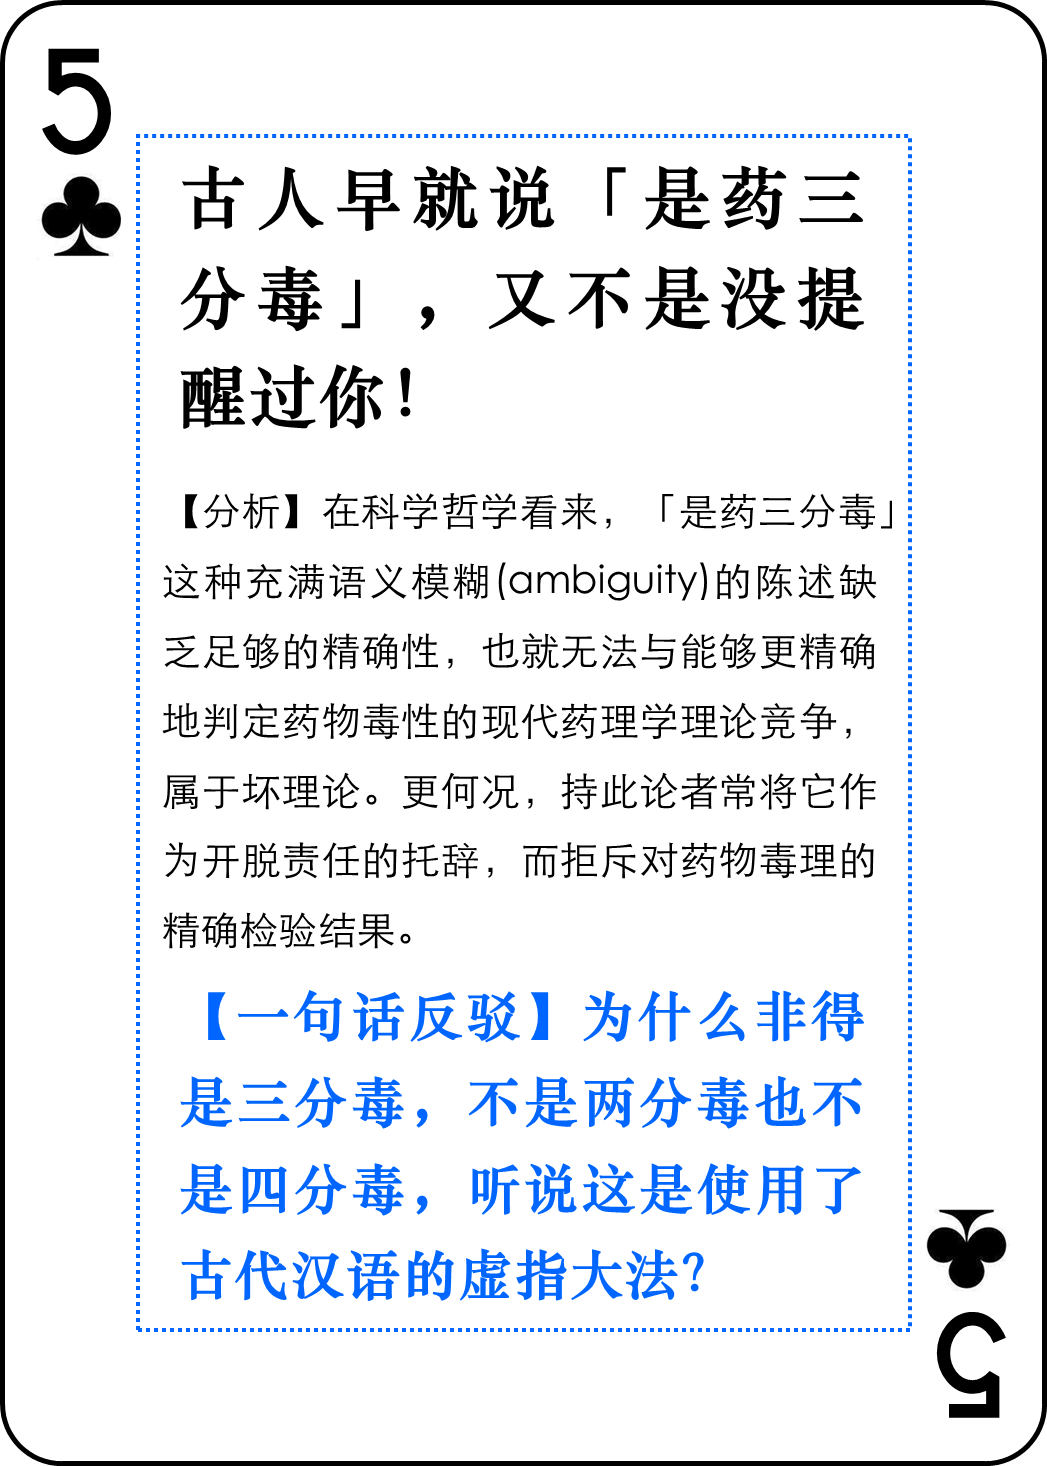 5
古人早就说「是药三
分毒」，又不是没提
醒过你！
【分析】在科学哲学看来，「是药三分毒」
这种充满语义模糊(ambiguity)的陈述缺
乏足够的精确性，也就无法与能够更精确
地判定药物毒性的现代药理学理论竞争，
属于坏理论。更何况，持此论者常将它作
为开脱责任的托辞，而拒斥对药物毒理的
精确检验结果。
【一句话反驳】为什么非得
是三分毒，不是两分毒也不
是四分毒，听说这是使用了
古代汉语的虚指大法？
5